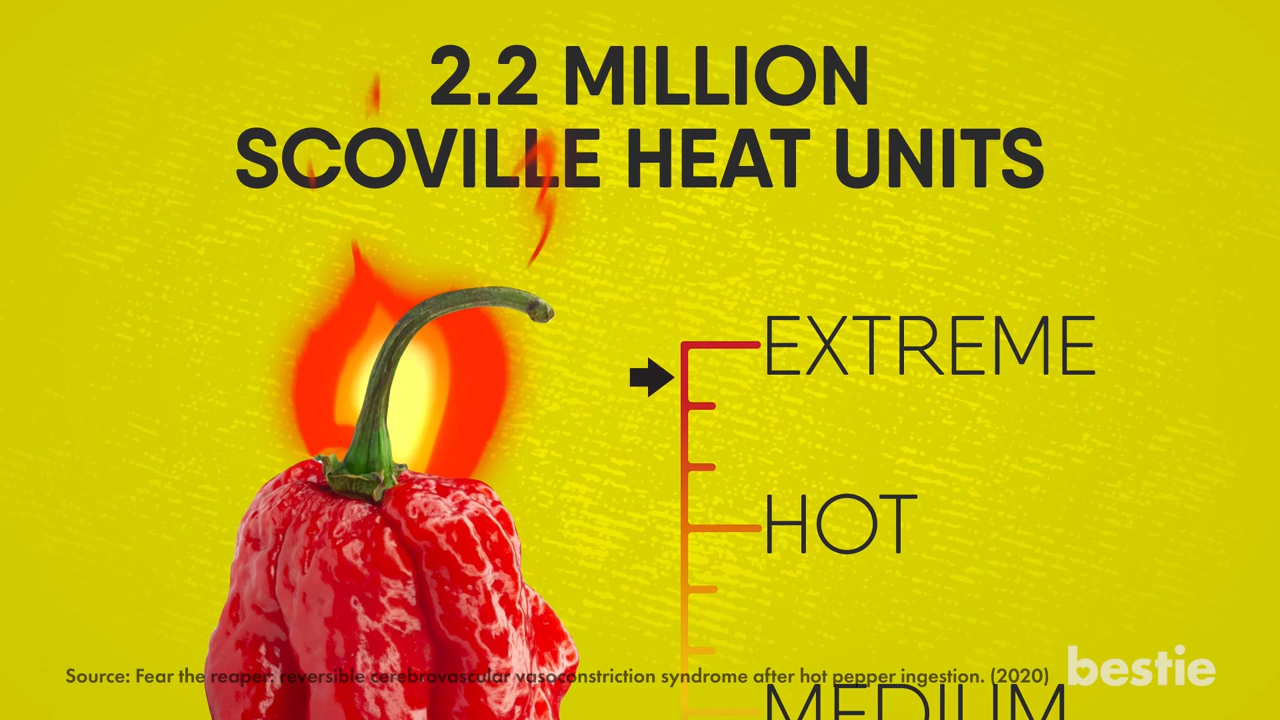 2.2 MILLION
SCOVILLE HEAT UNITS
EXTREME
HOT
MEDIUM
Source: Fear the reaper: reversible cerebrovascular vasoconstriction syndrome after hot pepper ingestion. (2020)
bestie